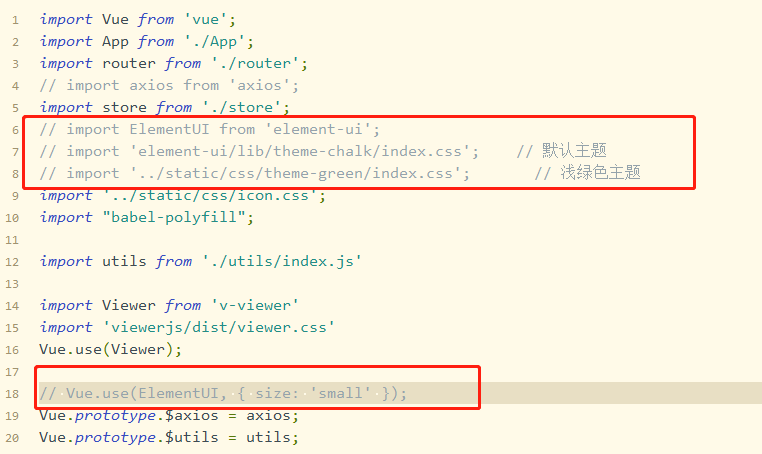 1 import Vue from 'vue';
2 import App from './App';
3 import router from './router';
4 // import axios from 'axios';
5 import store from './store';
6 // import ElementUI from 'element-ui';
7 // import 'element-ui/lib/theme-chalk/index.css';    // 默认主题
8 // import '../static/css/theme-green/index.css';       // 浅绿色主题
9 import '../static/css/icon.css';
10 import "babel-polyfill";
11
12 import utils from './utils/index.js'
13
14 import Viewer from 'v-viewer'
15 import 'viewerjs/dist/viewer.css'
16 Vue.use(Viewer);
17
18 // Vue.use(ElementUI, { size: 'small' });
19 Vue.prototype.$axios = axios;
20 Vue.prototype.$utils = utils;